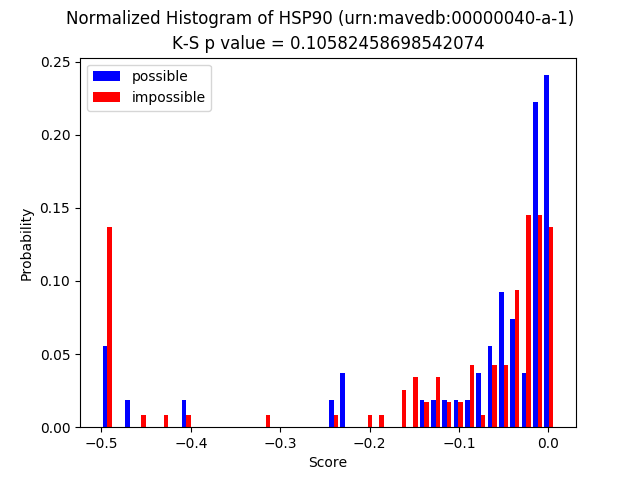 Normalized Histogram of HSP90 (urn:mavedb:00000040-a-1)
K-S p value = 0.10582458698542074
possible
impossible
0.25
0.20
0.15
0.10
0.05
0.00
Probability
−0.5 −0.4 −0.3 −0.2 −0.1 0.0
Score